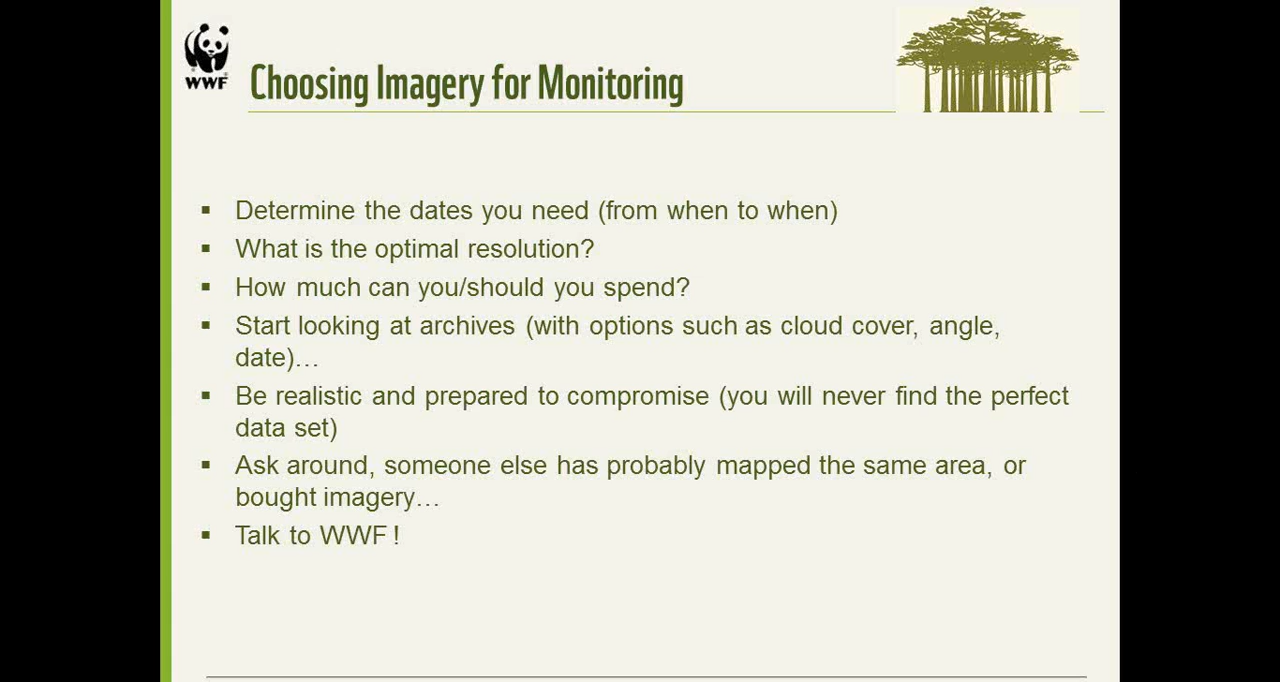 WWF
Choosing Imagery for Monitoring
▪ Determine the dates you need (from when to when)
▪ What is the optimal resolution?
▪ How much can you/should you spend?
▪ Start looking at archives (with options such as cloud cover, angle,
date)…
▪ Be realistic and prepared to compromise (you will never find the perfect
data set)
▪ Ask around, someone else has probably mapped the same area, or
bought imagery…
▪ Talk to WWF !